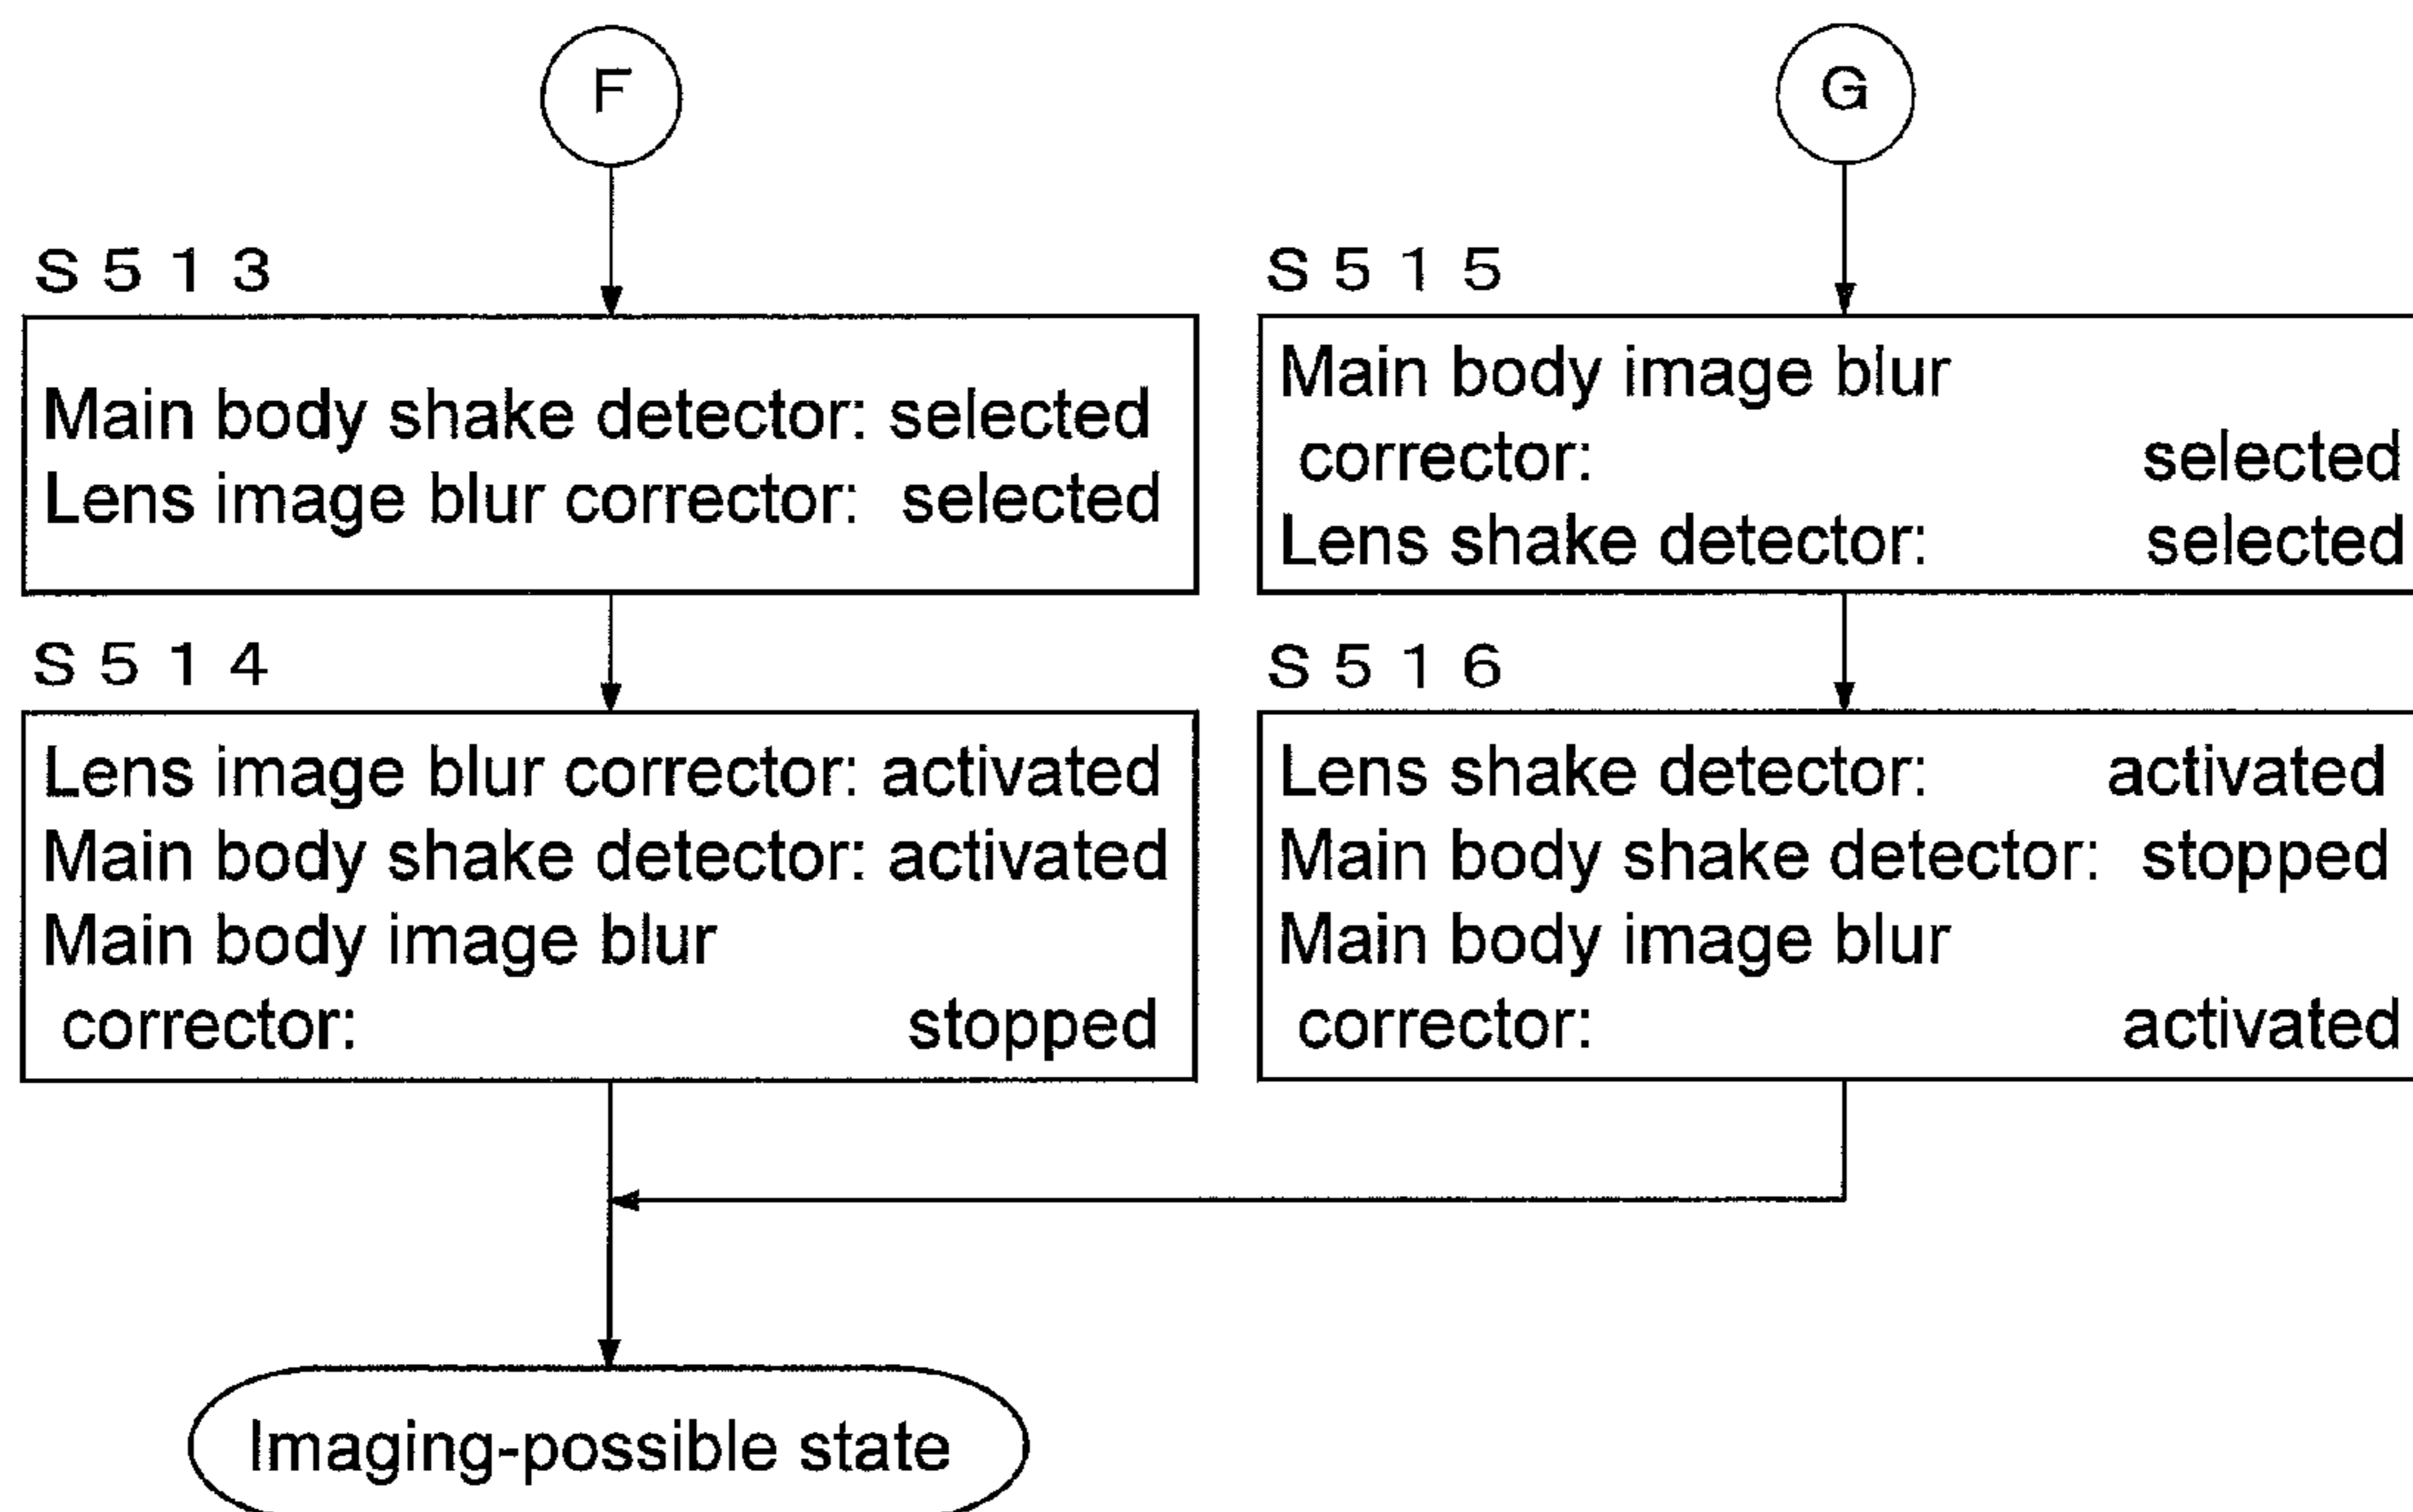 F
S513
Main body shake detector: selected
Lens image blur corrector: selected
S514
Lens image blur corrector: activated
Main body shake detector: activated
Main body image blur
corrector: stopped
G
S515
Main body image blur
corrector: selected
Lens shake detector: selected
S516
Lens shake detector: activated
Main body shake detector: stopped
Main body image blur
corrector: activated
Imaging-possible state